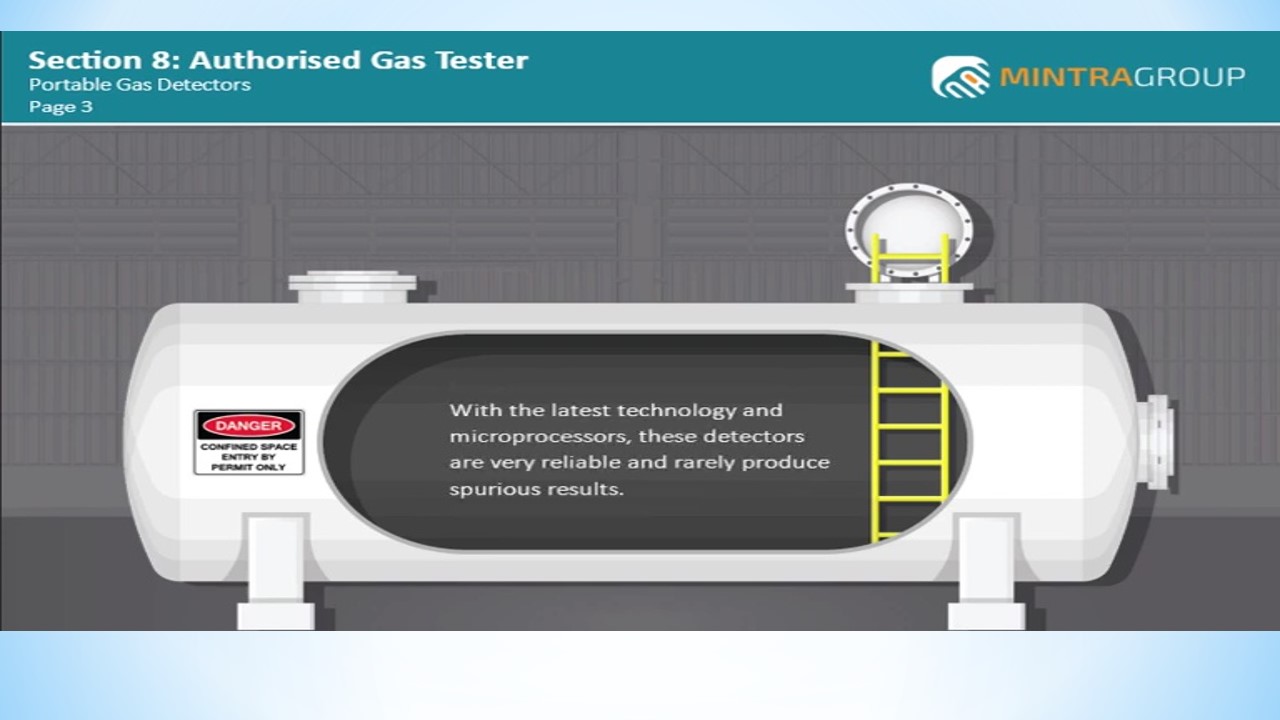 Section 8: Authorised Gas Tester
Portable Gas Detectors
Page 3
MINTRAGROUP
DANGER
CONFINED SPACE
ENTRY BY
PERMIT ONLY
With the latest technology and
microprocessors, these detectors
are very reliable and rarely produce
spurious results.